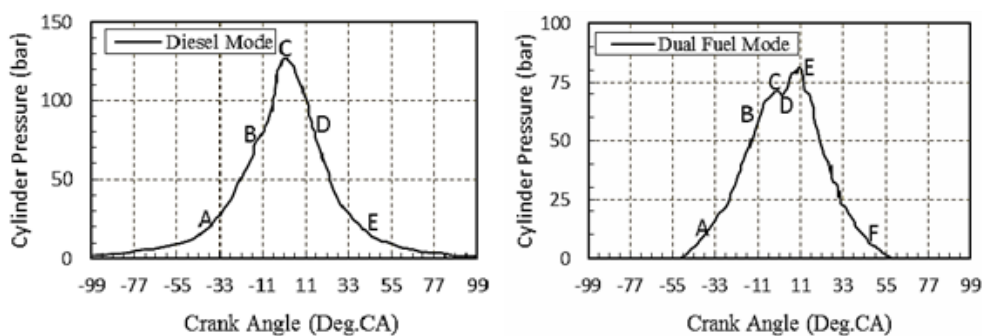 150
Diesel Mode
C
100
B
D
50
A
E
0
-99 -77 -55 -33 -11 11 33 55 77 99
Cylinder Pressure (bar)
Crank Angle (Deg.CA)
100
Dual Fuel Mode
C E
75
B D
50
25
A F
0
-99 -77 -55 -33 -11 11 33 55 77 99
Cylinder Pressure (bar)
Crank Angle (Deg.CA)